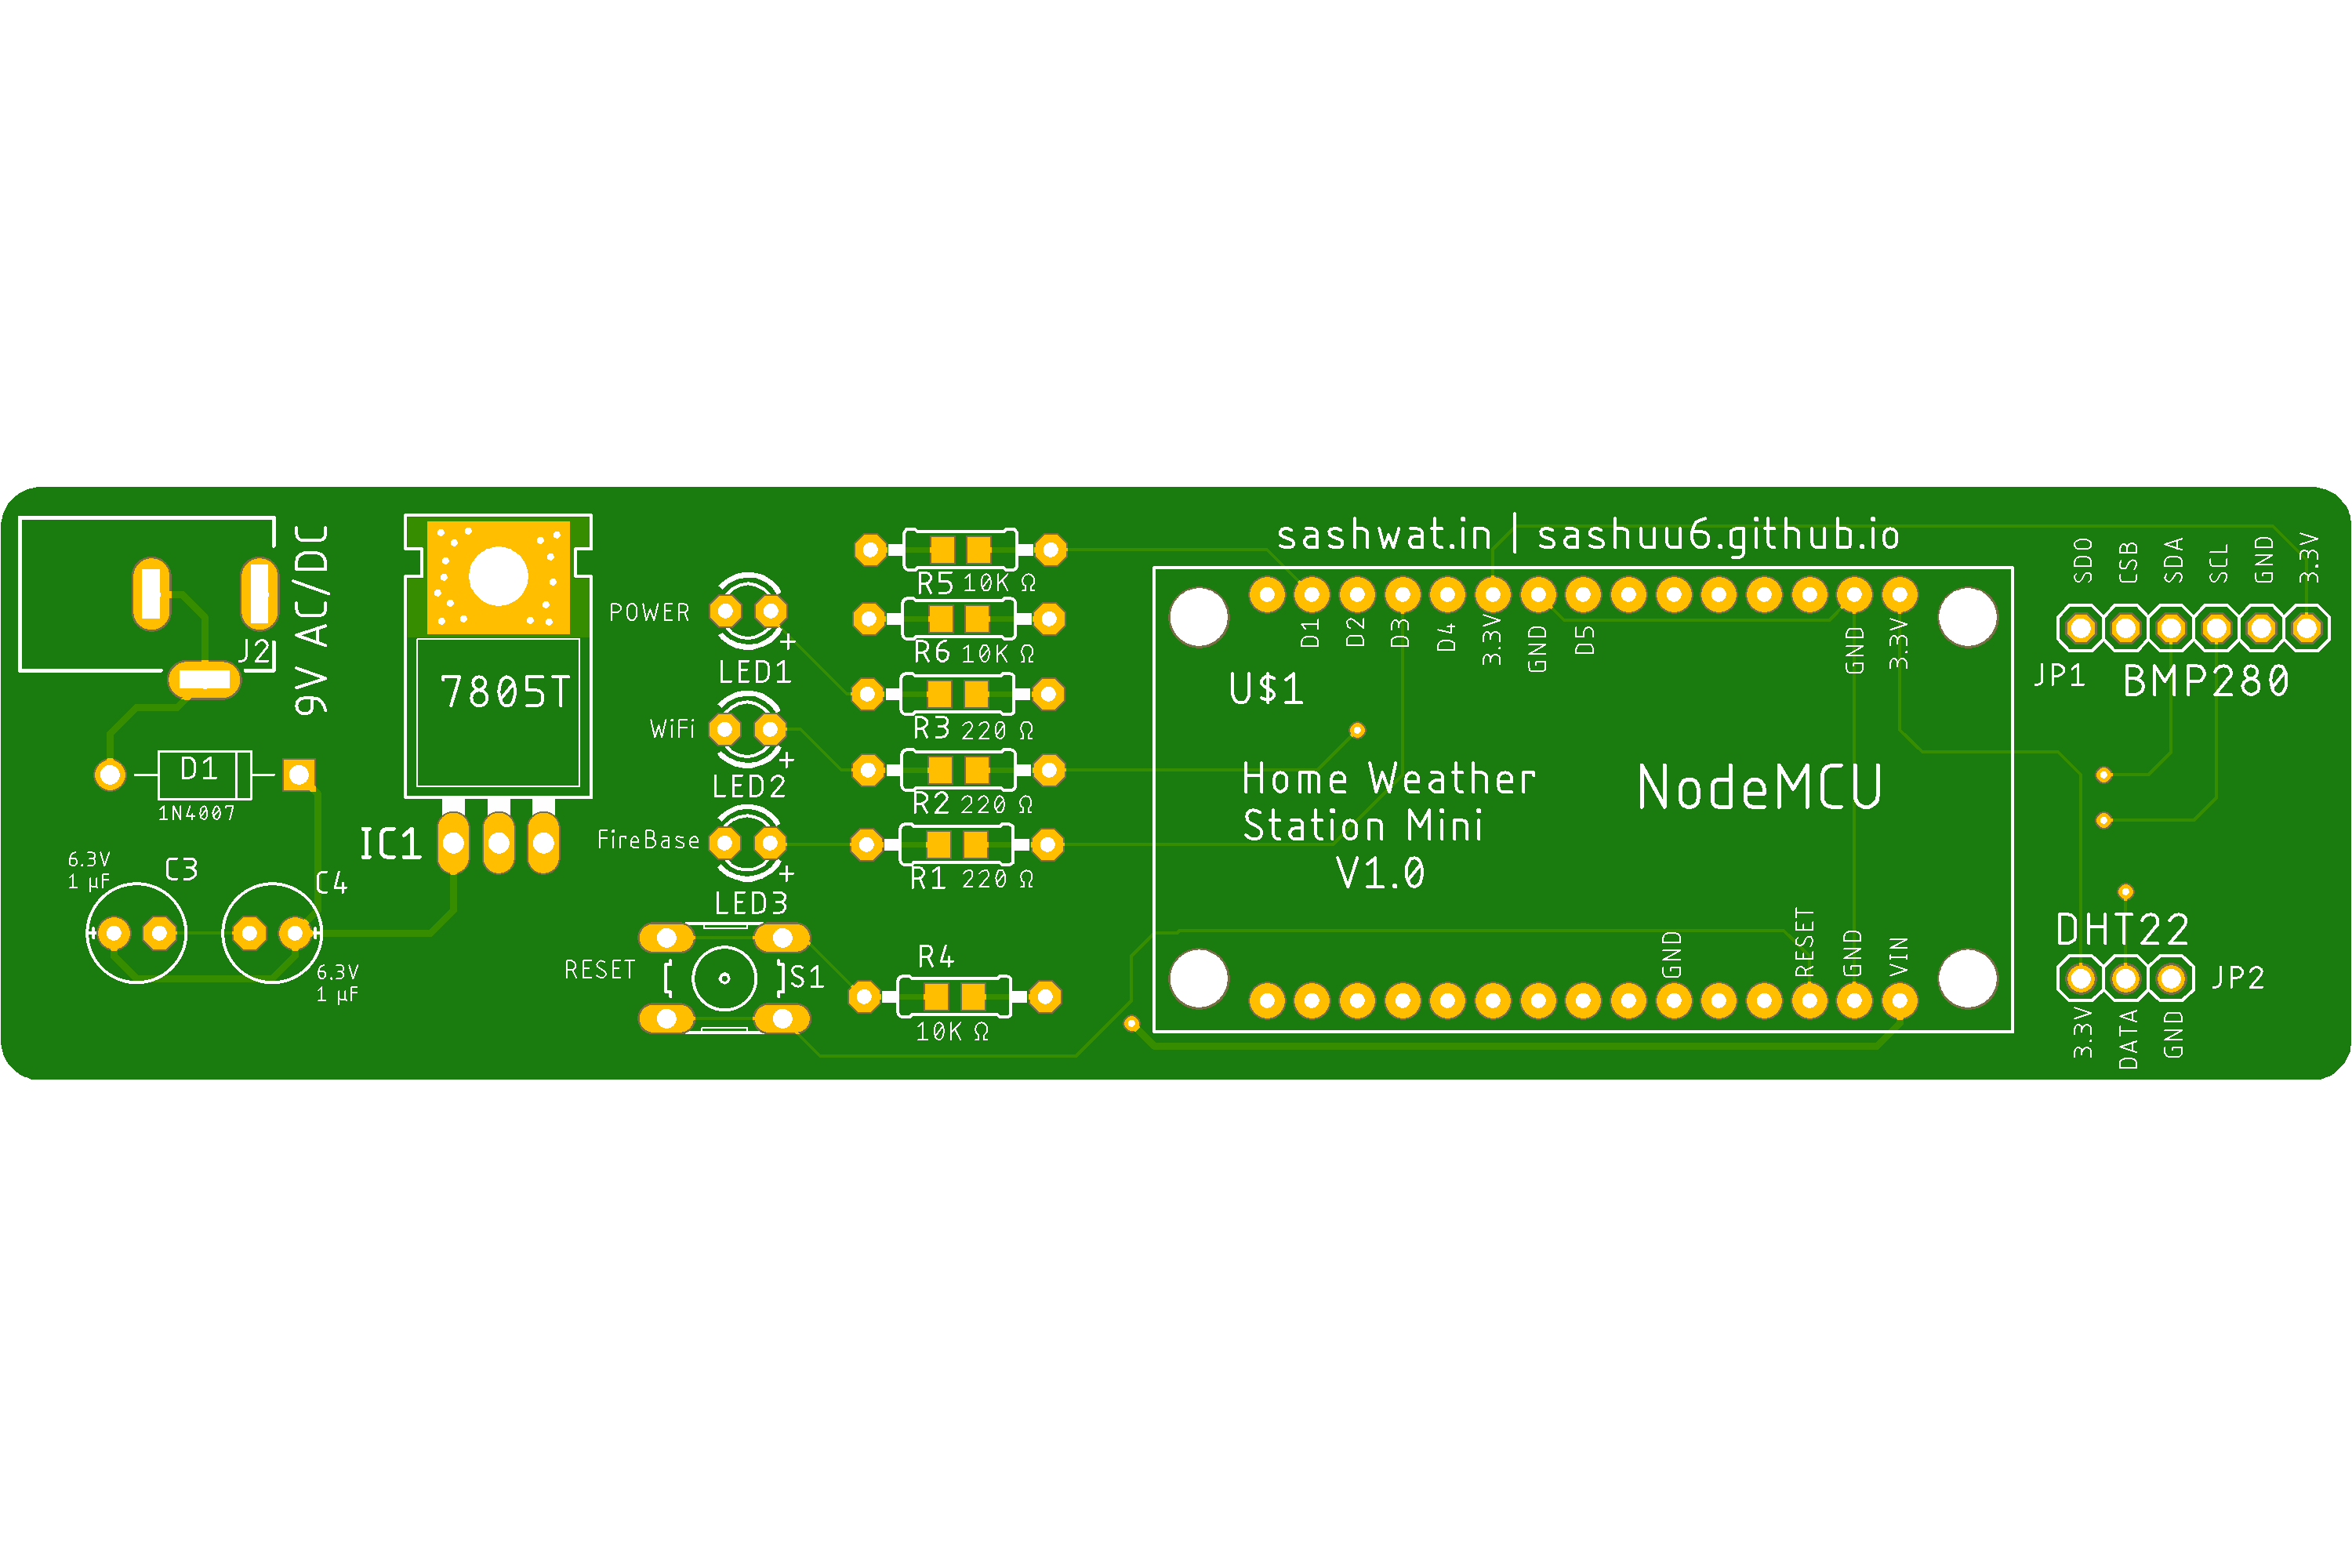 9V AC/DC
J2
D1
1N4007
6.3V
1 µF
C3
C4
6.3V
1 µF
7805T
IC1
POWER
+
LED1
WiFi
+
LED2
FireBase
+
LED3
RESET
S1
R5 10K Ω
R6 10K Ω
R3 220 Ω
R2 220 Ω
R1 220 Ω
R4
10K Ω
sashwat.in | sashuu6.github.io
D1
D2
D3
D4
3.3V
GND
D5
GND
3.3V
U$1
Home Weather
Station Mini
V1.0
NodeMCU
GND
RESET
GND
VIN
SDO
CSB
SDA
SCL
GND
3.3V
JP1
BMP280
DHT22
JP2
3.3V
DATA
GND